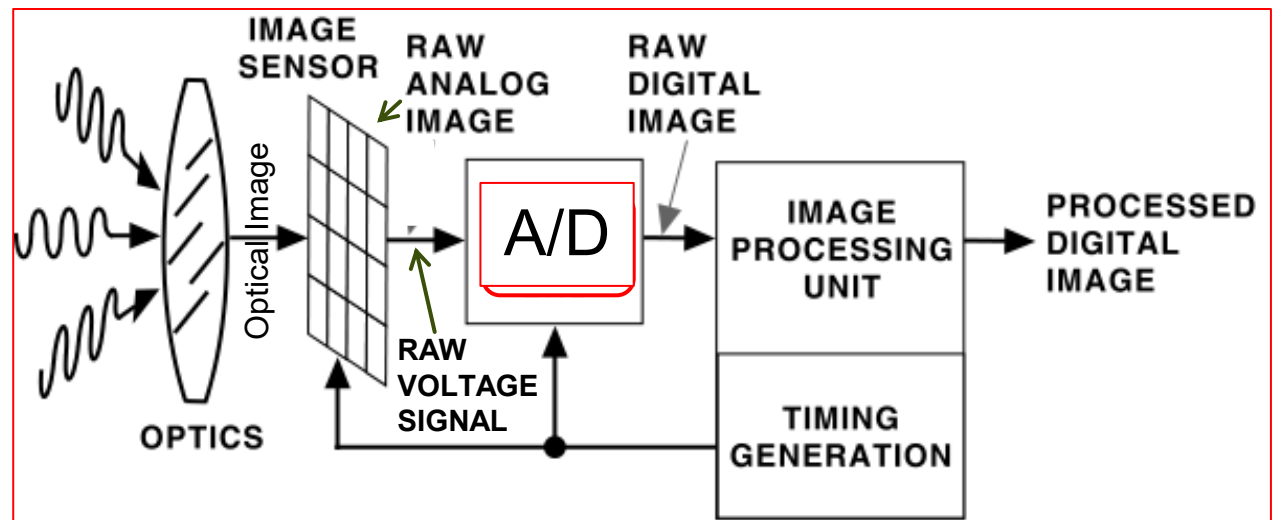 IMAGE
SENSOR
RAW
ANALOG
IMAGE
RAW
DIGITAL
IMAGE
Optical Image
A/D
IMAGE
PROCESSING
UNIT
PROCESSED
DIGITAL
IMAGE
RAW
VOLTAGE
SIGNAL
OPTICS
TIMING
GENERATION